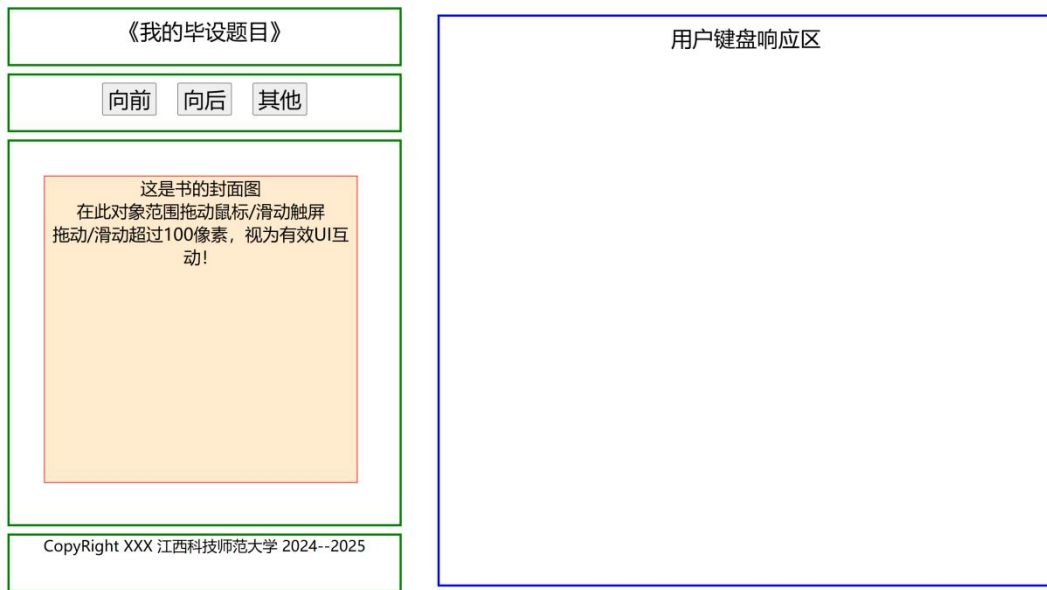 《我的毕设题目》
向前 向后 其他
这是书的封面图
在此对象范围拖动鼠标/滑动触屏
拖动/滑动超过100像素，视为有效UI互
动！
CopyRight XXX 江西科技师范大学 2024--2025
用户键盘响应区